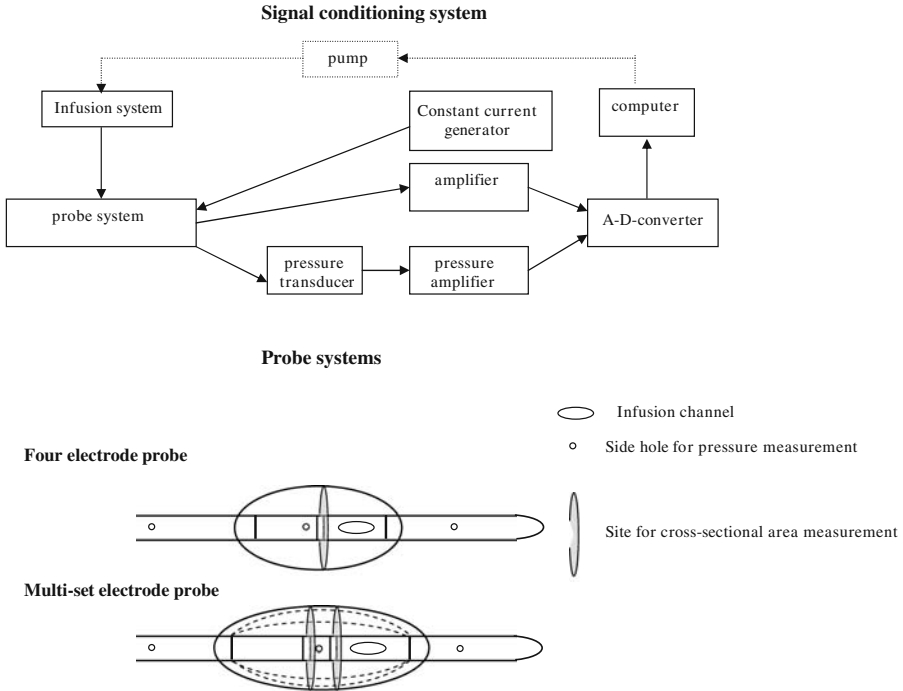 Signal conditioning system
pump
Infusion system
Constant current
generator
computer
amplifier
probe system
A-D-converter
pressure
transducer
pressure
amplifier
Probe systems
Infusion channel
Side hole for pressure measurement
Four electrode probe
Site for cross-sectional area measurement
Multi-set electrode probe